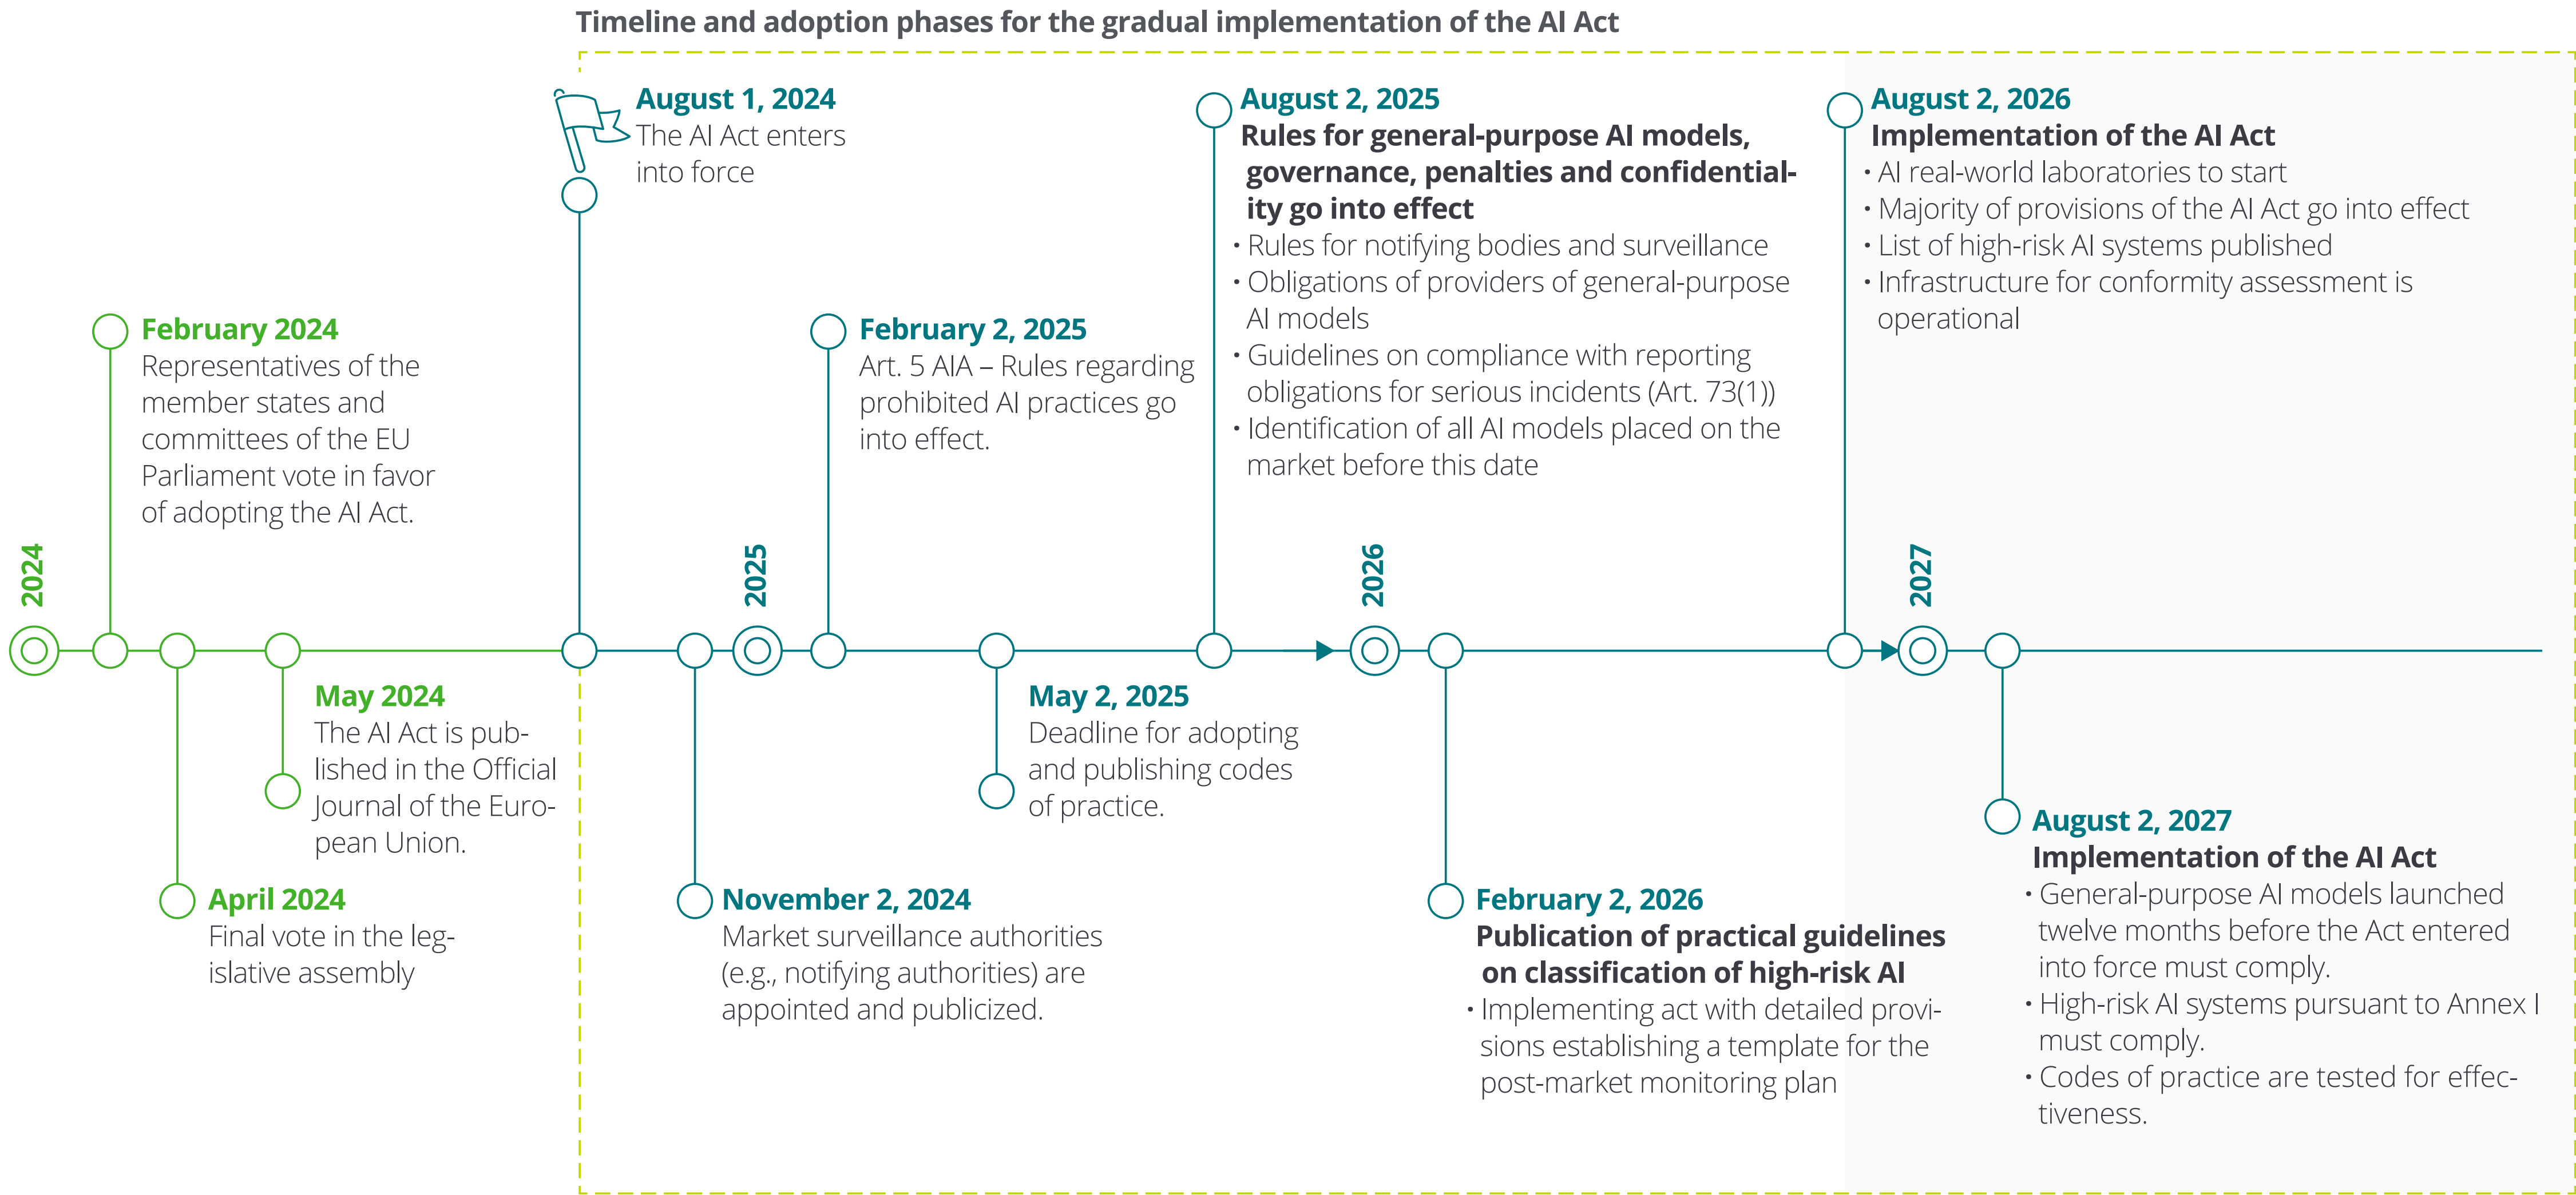 Timeline and adoption phases for the gradual implementation of the AI Act
August 1, 2024
The AI Act enters
into force
August 2, 2025
Rules for general-purpose AI models,
governance, penalties and confidential-
ity go into effect
• Rules for notifying bodies and surveillance
• Obligations of providers of general-purpose
AI models
• Guidelines on compliance with reporting
obligations for serious incidents (Art. 73(1))
• Identification of all AI models placed on the
market before this date
August 2, 2026
Implementation of the AI Act
• AI real-world laboratories to start
• Majority of provisions of the AI Act go into effect
• List of high-risk AI systems published
• Infrastructure for conformity assessment is
operational
February 2024
Representatives of the
member states and
committees of the EU
Parliament vote in favor
of adopting the AI Act.
February 2, 2025
Art. 5 AIA – Rules regarding
prohibited AI practices go
into effect.
2024
2025
2026
2027
May 2024
The AI Act is pub-
lished in the Official
Journal of the Euro-
pean Union.
May 2, 2025
Deadline for adopting
and publishing codes
of practice.
April 2024
Final vote in the leg-
islative assembly
November 2, 2024
Market surveillance authorities
(e.g., notifying authorities) are
appointed and publicized.
February 2, 2026
Publication of practical guidelines
on classification of high-risk AI
• Implementing act with detailed provi-
sions establishing a template for the
post-market monitoring plan
August 2, 2027
Implementation of the AI Act
• General-purpose AI models launched
twelve months before the Act entered
into force must comply.
• High-risk AI systems pursuant to Annex I
must comply.
• Codes of practice are tested for effec-
tiveness.